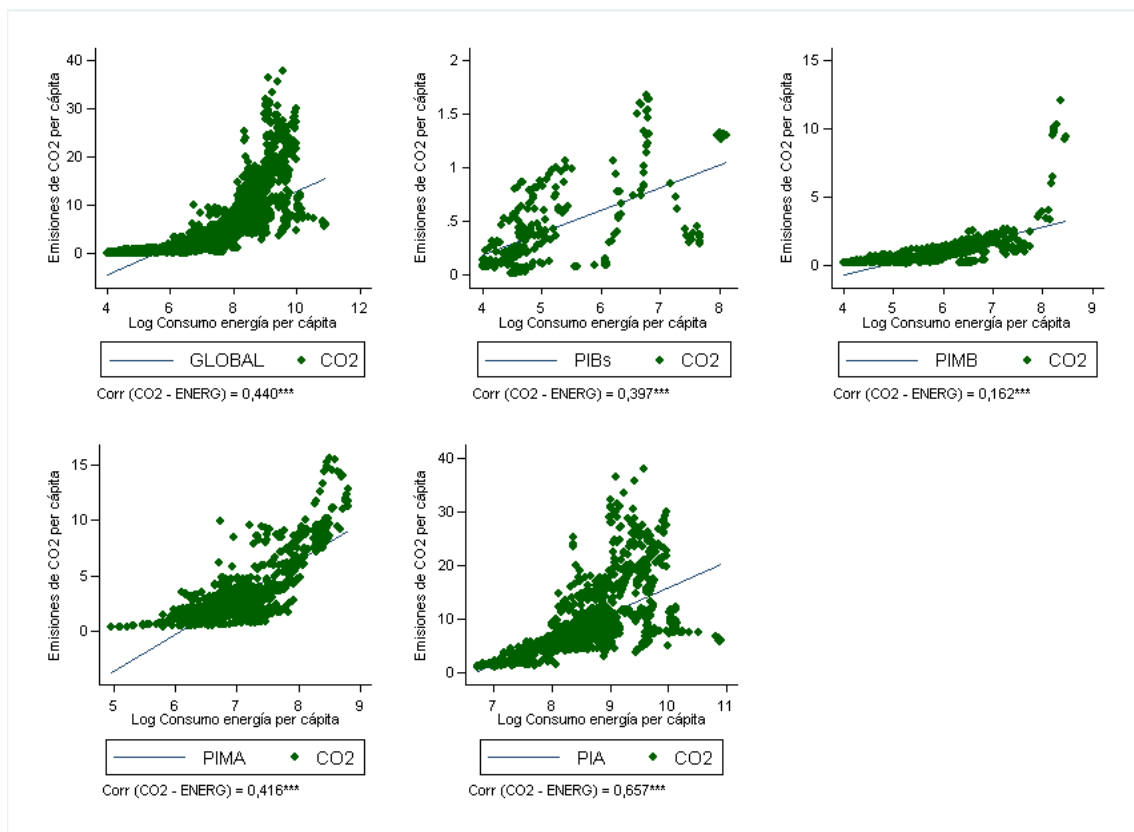 Emisiones de CO2 per cápita
40
30
20
10
0
4
6
8
10
12
Log Consumo energía per cápita
GLOBAL
CO2
Corr (CO2 - ENERG) = 0,440***
Emisiones de CO2 per cápita
2
1.5
1
.5
0
4
5
6
7
8
Log Consumo energía per cápita
PIBs
CO2
Corr (CO2 - ENERG) = 0,397***
Emisiones de CO2 per cápita
15
10
5
0
4
5
6
7
8
9
Log Consumo energía per cápita
PIMB
CO2
Corr (CO2 - ENERG) = 0,162***
Emisiones de CO2 per cápita
15
10
5
0
5
6
7
8
9
Log Consumo energía per cápita
PIMA
CO2
Corr (CO2 - ENERG) = 0,416***
Emisiones de CO2 per cápita
40
30
20
10
0
7
8
9
10
11
Log Consumo energía per cápita
PIA
CO2
Corr (CO2 - ENERG) = 0,657***